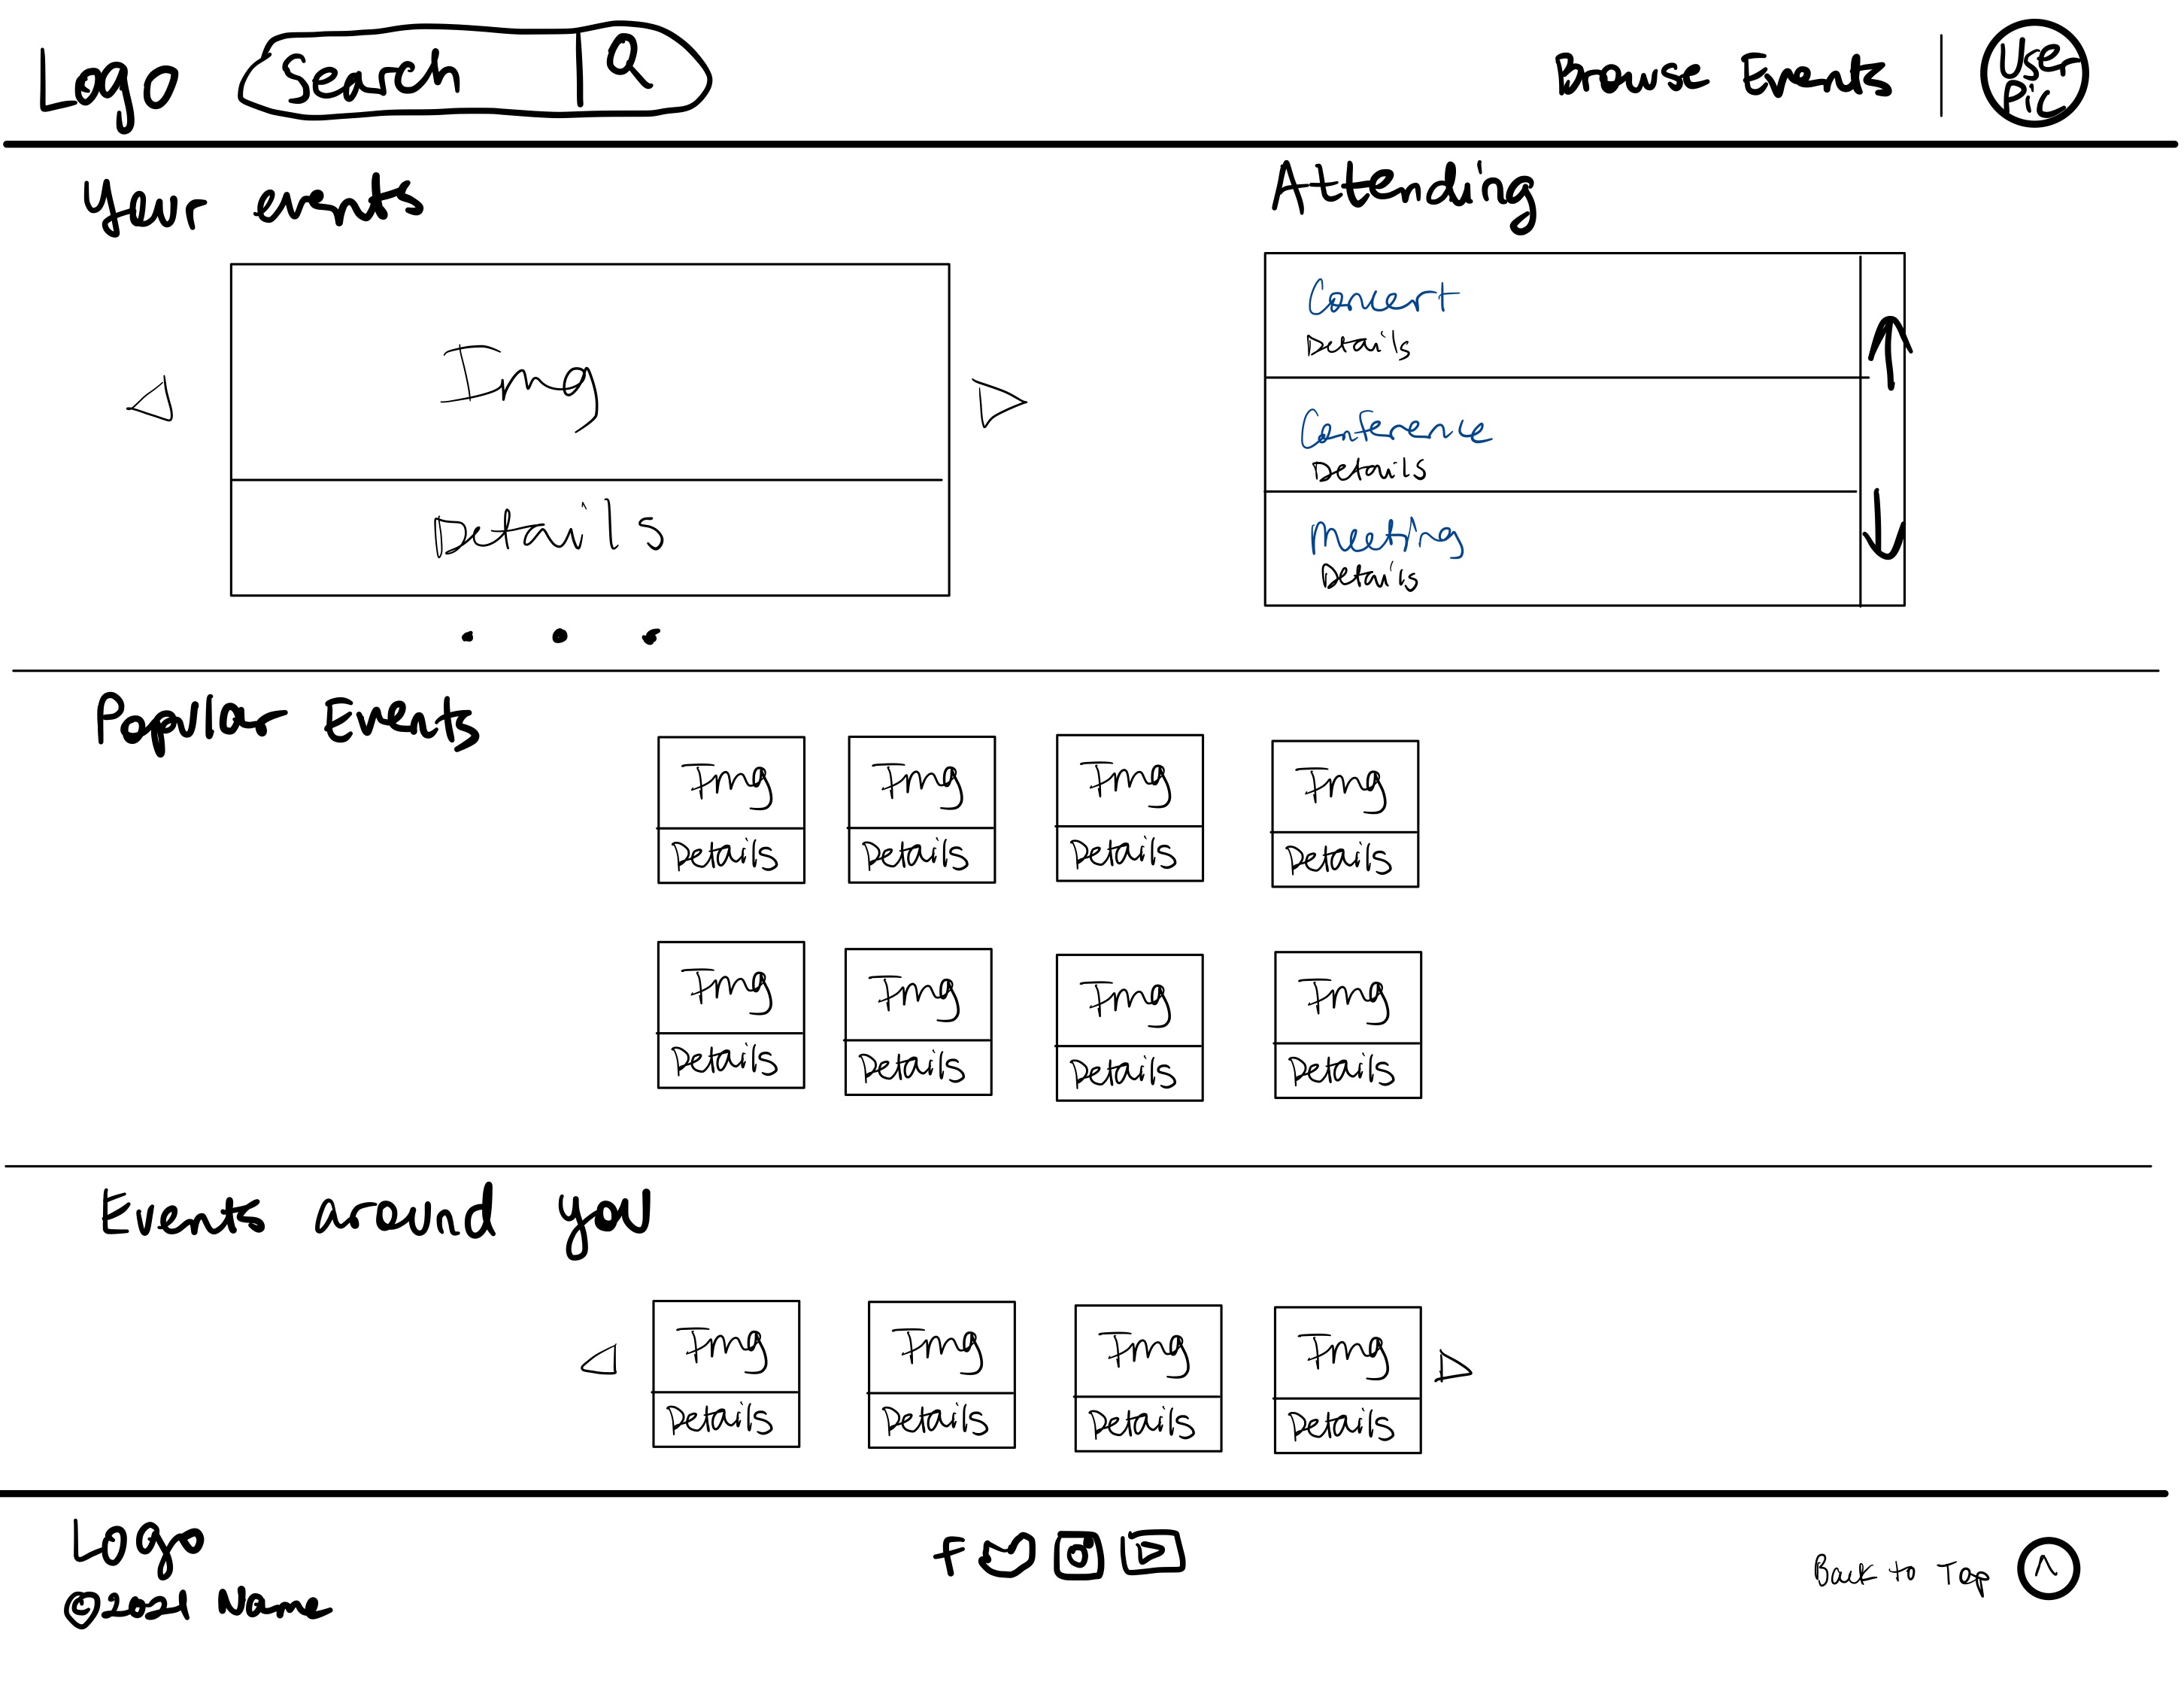 Logo Search Browse Events User Pic
Your events
Attending
Img
Details
Concert
Details
Conference
Details
Meeting
Details
Popular Events
Img Img Img Img
Details Details Details Details
Img Img Img Img
Details Details Details Details
Events around you
Img Img Img Img
Details Details Details Details
Logo
©2021 Name
f
Back to Top